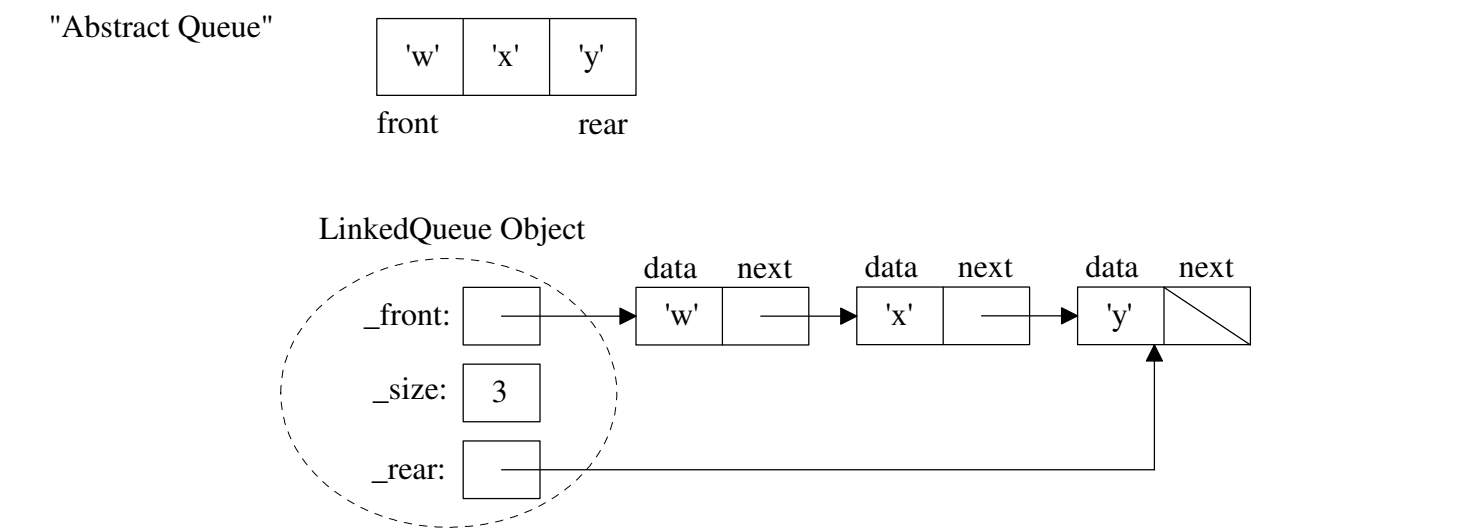 "Abstract Queue"
'w' 'x' 'y'
front rear
LinkedQueue Object
data next data next data next
_front: 'w' 'x' 'y'
_size: 3
_rear: